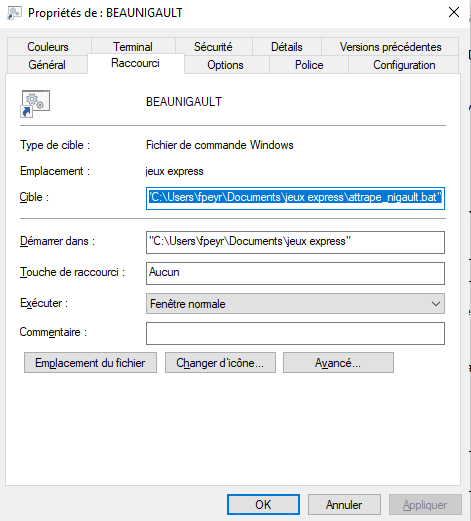 Propriétés de : BEAUNIGAULT
Couleurs Terminal Sécurité Détails Versions précédentes
Général Raccourci Options Police Configuration
BEAUNIGAULT
Type de cible : Fichier de commande Windows
Emplacement : jeux express
Cible : "C:\Users\fpeyr\Documents\jeux express\attrape_nigault.bat"
Démarrer dans : "C:\Users\fpeyr\Documents\jeux express"
Touche de raccourci : Aucun
Exécuter : Fenêtre normale
Commentaire :
Emplacement du fichier Changer d'icône... Avancé...
OK Annuler Appliquer